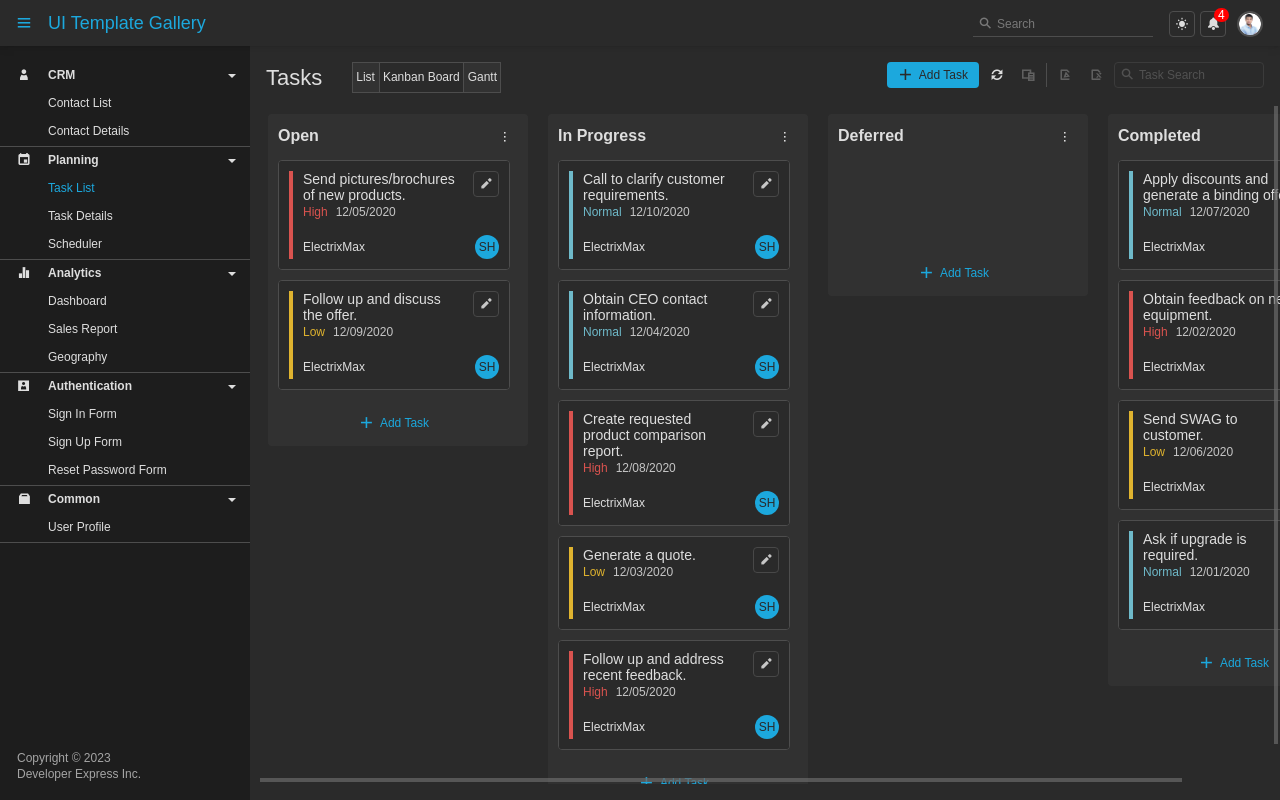 UI Template Gallery
Search
4
CRM
Contact List
Contact Details
Planning
Task List
Task Details
Scheduler
Analytics
Dashboard
Sales Report
Geography
Authentication
Sign In Form
Sign Up Form
Reset Password Form
Common
User Profile
Copyright © 2023
Developer Express Inc.
Tasks
List
Kanban Board
Gantt
Add Task
Task Search
Open
Send pictures/brochures
of new products.
High 12/05/2020
ElectrixMax
SH
Follow up and discuss
the offer.
Low 12/09/2020
ElectrixMax
SH
Add Task
In Progress
Call to clarify customer
requirements.
Normal 12/10/2020
ElectrixMax
SH
Obtain CEO contact
information.
Normal 12/04/2020
ElectrixMax
SH
Create requested
product comparison
report.
High 12/08/2020
ElectrixMax
SH
Generate a quote.
Low 12/03/2020
ElectrixMax
SH
Follow up and address
recent feedback.
High 12/05/2020
ElectrixMax
SH
Add Task
Deferred
Add Task
Completed
Apply discounts and
generate a binding
Normal 12/07/2020
ElectrixMax
Obtain feedback on
equipment.
High 12/02/2020
ElectrixMax
Send SWAG to
customer.
Low 12/06/2020
ElectrixMax
Ask if upgrade is
required.
Normal 12/01/2020
ElectrixMax
Add Task